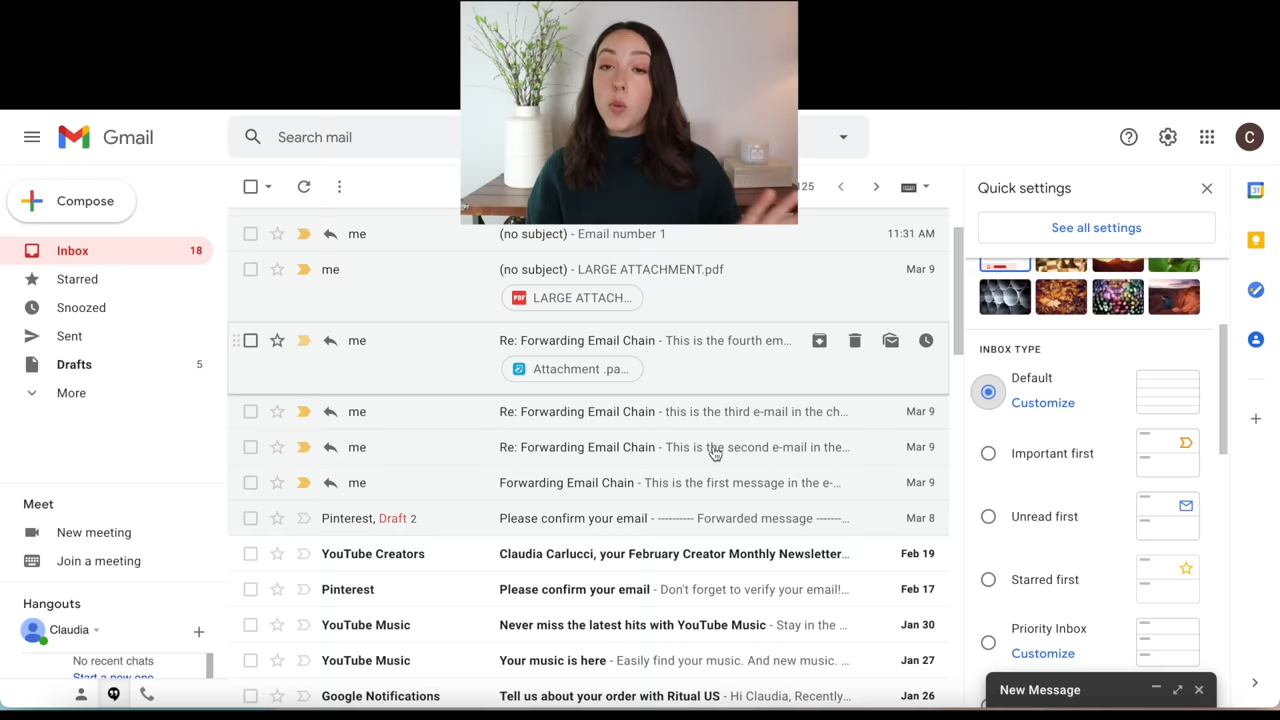 Gmail
Search mail
Compose
125
31
C
Quick settings
See all settings
Inbox 18
Starred
Snoozed
Sent
Drafts 5
More
me (no subject) - Email number 1 11:31 AM
me (no subject) - LARGE ATTACHMENT.pdf Mar 9
PDF LARGE ATTACH...
me Re: Forwarding Email Chain - This is the fourth em...
Attachment .pa...
me Re: Forwarding Email Chain - this is the third e-mail in the ch... Mar 9
me Re: Forwarding Email Chain - This is the second e-mail in the... Mar 9
me Forwarding Email Chain - This is the first message in the e-... Mar 9
Pinterest, Draft 2 Please confirm your email - ---------- Forwarded message -------... Mar 8
YouTube Creators Claudia Carlucci, your February Creator Monthly Newsletter... Feb 19
Pinterest Please confirm your email - Don't forget to verify your email!... Feb 17
YouTube Music Never miss the latest hits with YouTube Music - Stay in the ... Jan 30
YouTube Music Your music is here - Easily find your music. And new music. ... Jan 27
Google Notifications Tell us about your order with Ritual US - Hi Claudia, Recently... Jan 26
INBOX TYPE
Default
Customize
Important first
Unread first
Starred first
Priority Inbox
Customize
New Message
Meet
New meeting
Join a meeting
Hangouts
Claudia
No recent chats
Start a new one